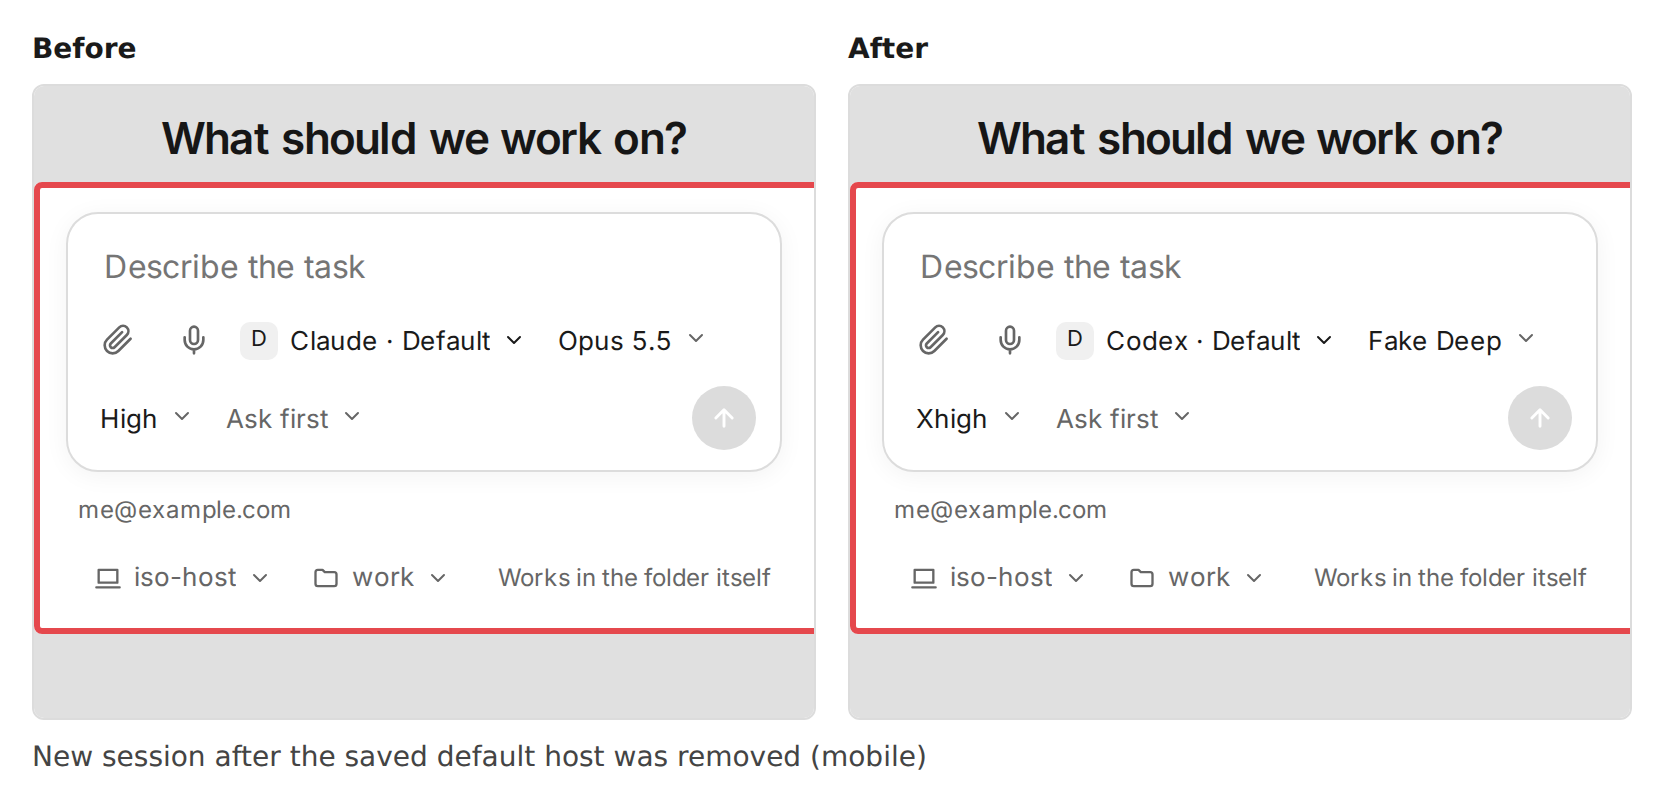 Before
What should we work on?
Describe the task
D Claude · Default Opus 5.5
High Ask first
me@example.com
iso-host work Works in the folder itself
After
What should we work on?
Describe the task
D Codex · Default Fake Deep
Xhigh Ask first
me@example.com
iso-host work Works in the folder itself
New session after the saved default host was removed (mobile)